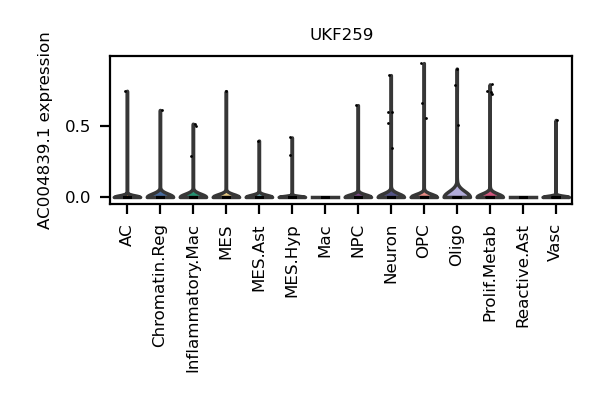 UKF259
AC004839.1 expression
0.5
0.0
AC
Chromatin.Reg
Inflammatory.Mac
MES
MES.Ast
MES.Hyp
Mac
NPC
Neuron
OPC
Oligo
Prolif.Metab
Reactive.Ast
Vasc